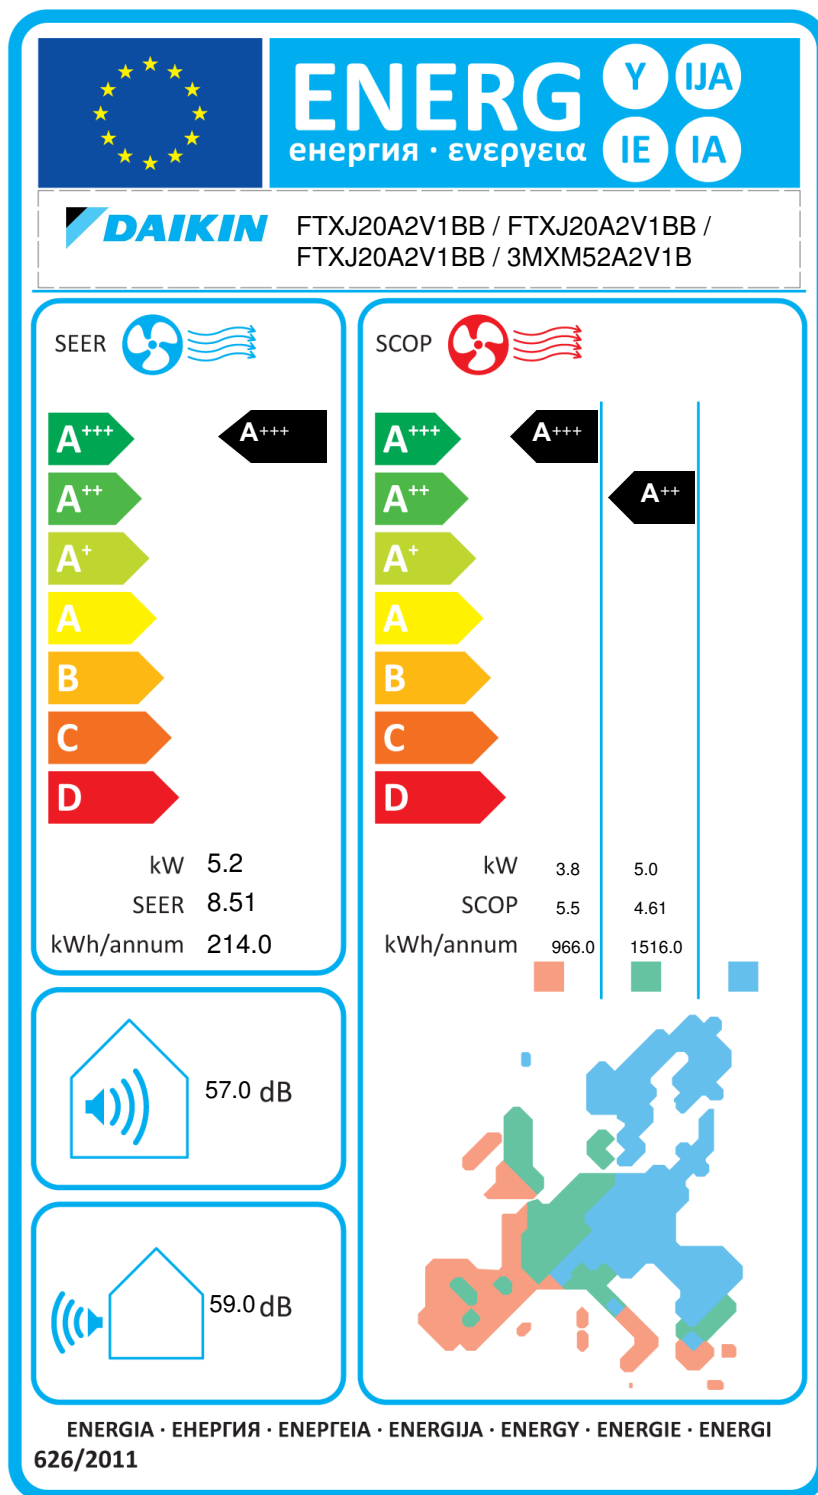 ENERG
енергия · ενεργεια
Y
IJA
IE
IA
DAIKIN
FTXJ20A2V1BB / FTXJ20A2V1BB /
FTXJ20A2V1BB / 3MXM52A2V1B
SEER
A+++
A+++
A++
A+
A
B
C
D
kW 5.2
SEER 8.51
kWh/annum 214.0
SCOP
A+++
A+++
A++
A++
A+
A
B
C
D
kW 3.8 5.0
SCOP 5.5 4.61
kWh/annum 966.0 1516.0
57.0 dB
59.0 dB
ENERGIA · ЕНЕРГИЯ · ΕΝΕΡΓΕΙΑ · ENERGIJA · ENERGY · ENERGIE · ENERGI
626/2011